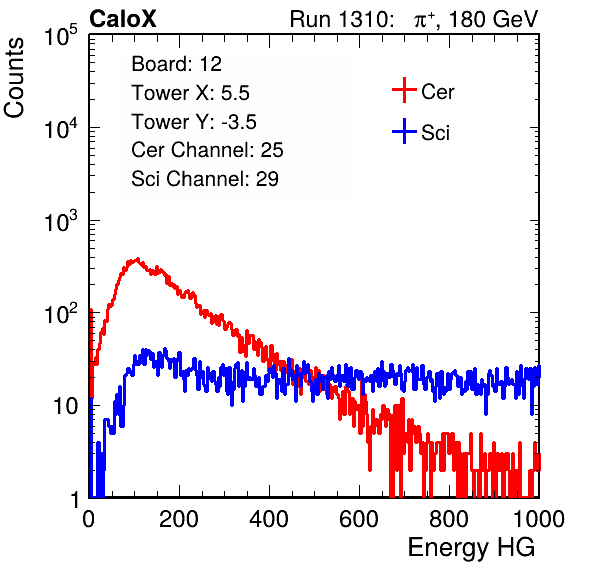 CaloX Run 1310: π⁺, 180 GeV
Counts
10⁵
10⁴
10³
10²
10
1
Board: 12
Tower X: 5.5
Tower Y: -3.5
Cer Channel: 25
Sci Channel: 29
Cer
Sci
0 200 400 600 800 1000
Energy HG